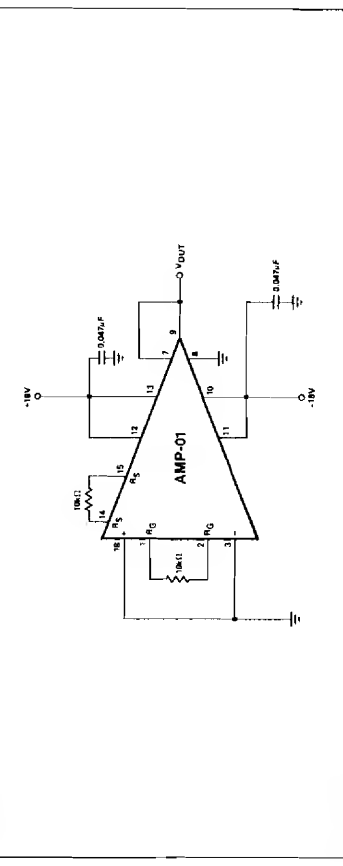 +18V
0.047µF
13
12
10kΩ
15
R_S
14
R_S
18
+
1
R_G
10kΩ
2
R_G
3
−
AMP-01
7
9
V_OUT
8
10
11
0.047µF
-18V